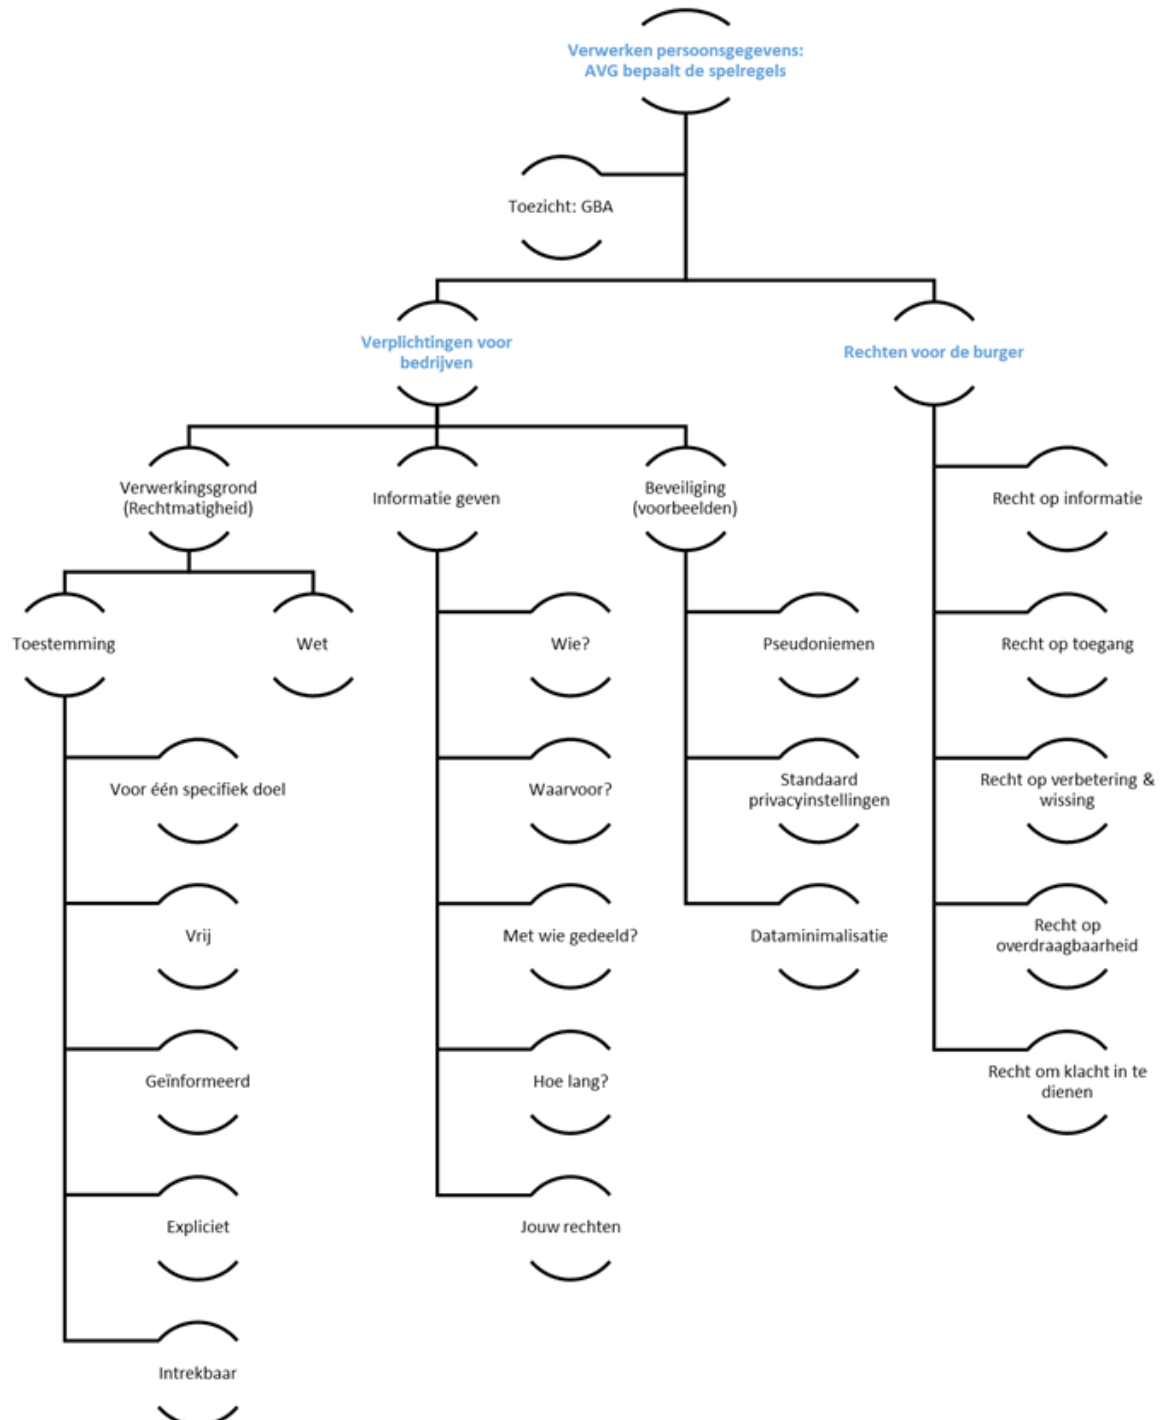 Verwerken persoonsgegevens:
AVG bepaalt de spelregels
Toezicht: GBA
Verplichtingen voor
bedrijven
Rechten voor de burger
Verwerkingsgrond
(Rechtmatigheid)
Informatie geven
Beveiliging
(voorbeelden)
Recht op informatie
Toestemming
Wet
Wie?
Pseudoniemen
Recht op toegang
Voor één specifiek doel
Waarvoor?
Standaard
privacyinstellingen
Recht op verbetering &
wissing
Vrij
Met wie gedeeld?
Dataminimalisatie
Recht op
overdraagbaarheid
Geïnformeerd
Hoe lang?
Recht om klacht in te
dienen
Expliciet
Jouw rechten
Intrekbaar